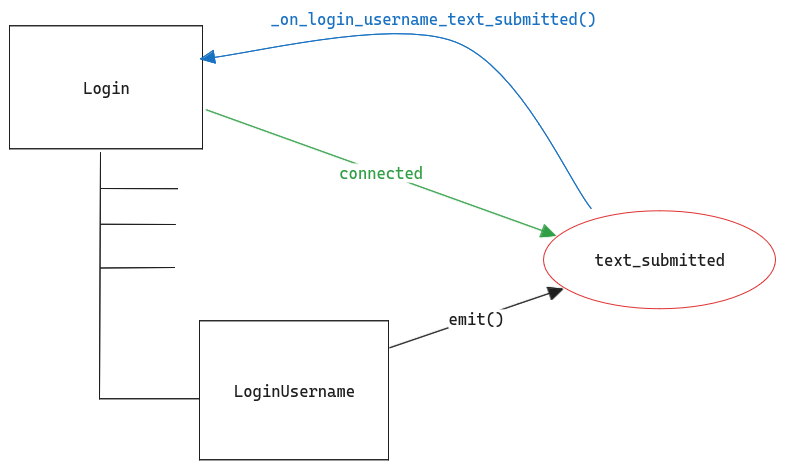 _on_login_username_text_submitted()
Login
connected
text_submitted
emit()
LoginUsername